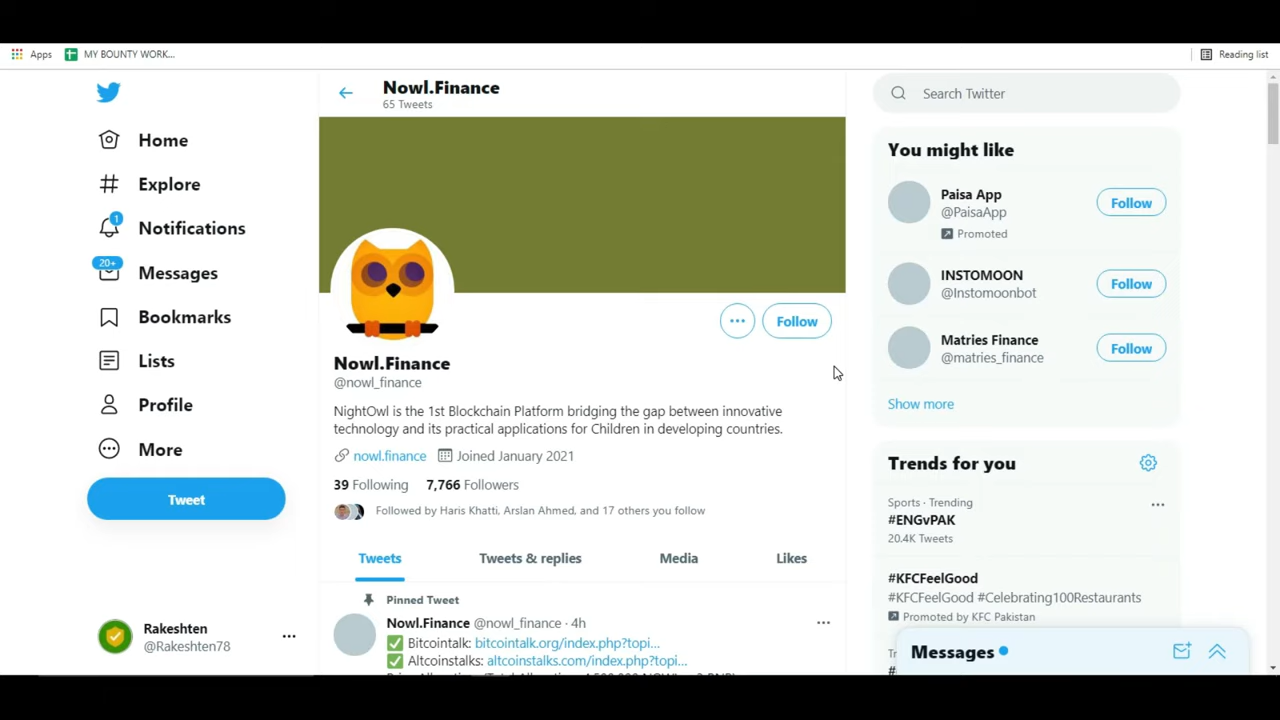 Apps
MY BOUNTY WORK...
Reading list
Home
Explore
1
Notifications
20+
Messages
Bookmarks
Lists
Profile
More
Tweet
Rakeshten
@Rakeshten78
Nowl.Finance
65 Tweets
Follow
Nowl.Finance
@nowl_finance
NightOwl is the 1st Blockchain Platform bridging the gap between innovative
technology and its practical applications for Children in developing countries.
nowl.finance Joined January 2021
39 Following 7,766 Followers
Followed by Haris Khatti, Arslan Ahmed, and 17 others you follow
Tweets Tweets & replies Media Likes
Pinned Tweet
Nowl.Finance @nowl_finance · 4h
Bitcointalk: bitcointalk.org/index.php?topi...
Altcoinstalks: altcoinstalks.com/index.php?topi...
Search Twitter
You might like
Paisa App
@PaisaApp
Promoted
Follow
INSTOMOON
@Instomoonbot
Follow
Matries Finance
@matries_finance
Follow
Show more
Trends for you
Sports · Trending
#ENGvPAK
20.4K Tweets
#KFCFeelGood
#KFCFeelGood #Celebrating100Restaurants
Promoted by KFC Pakistan
Messages